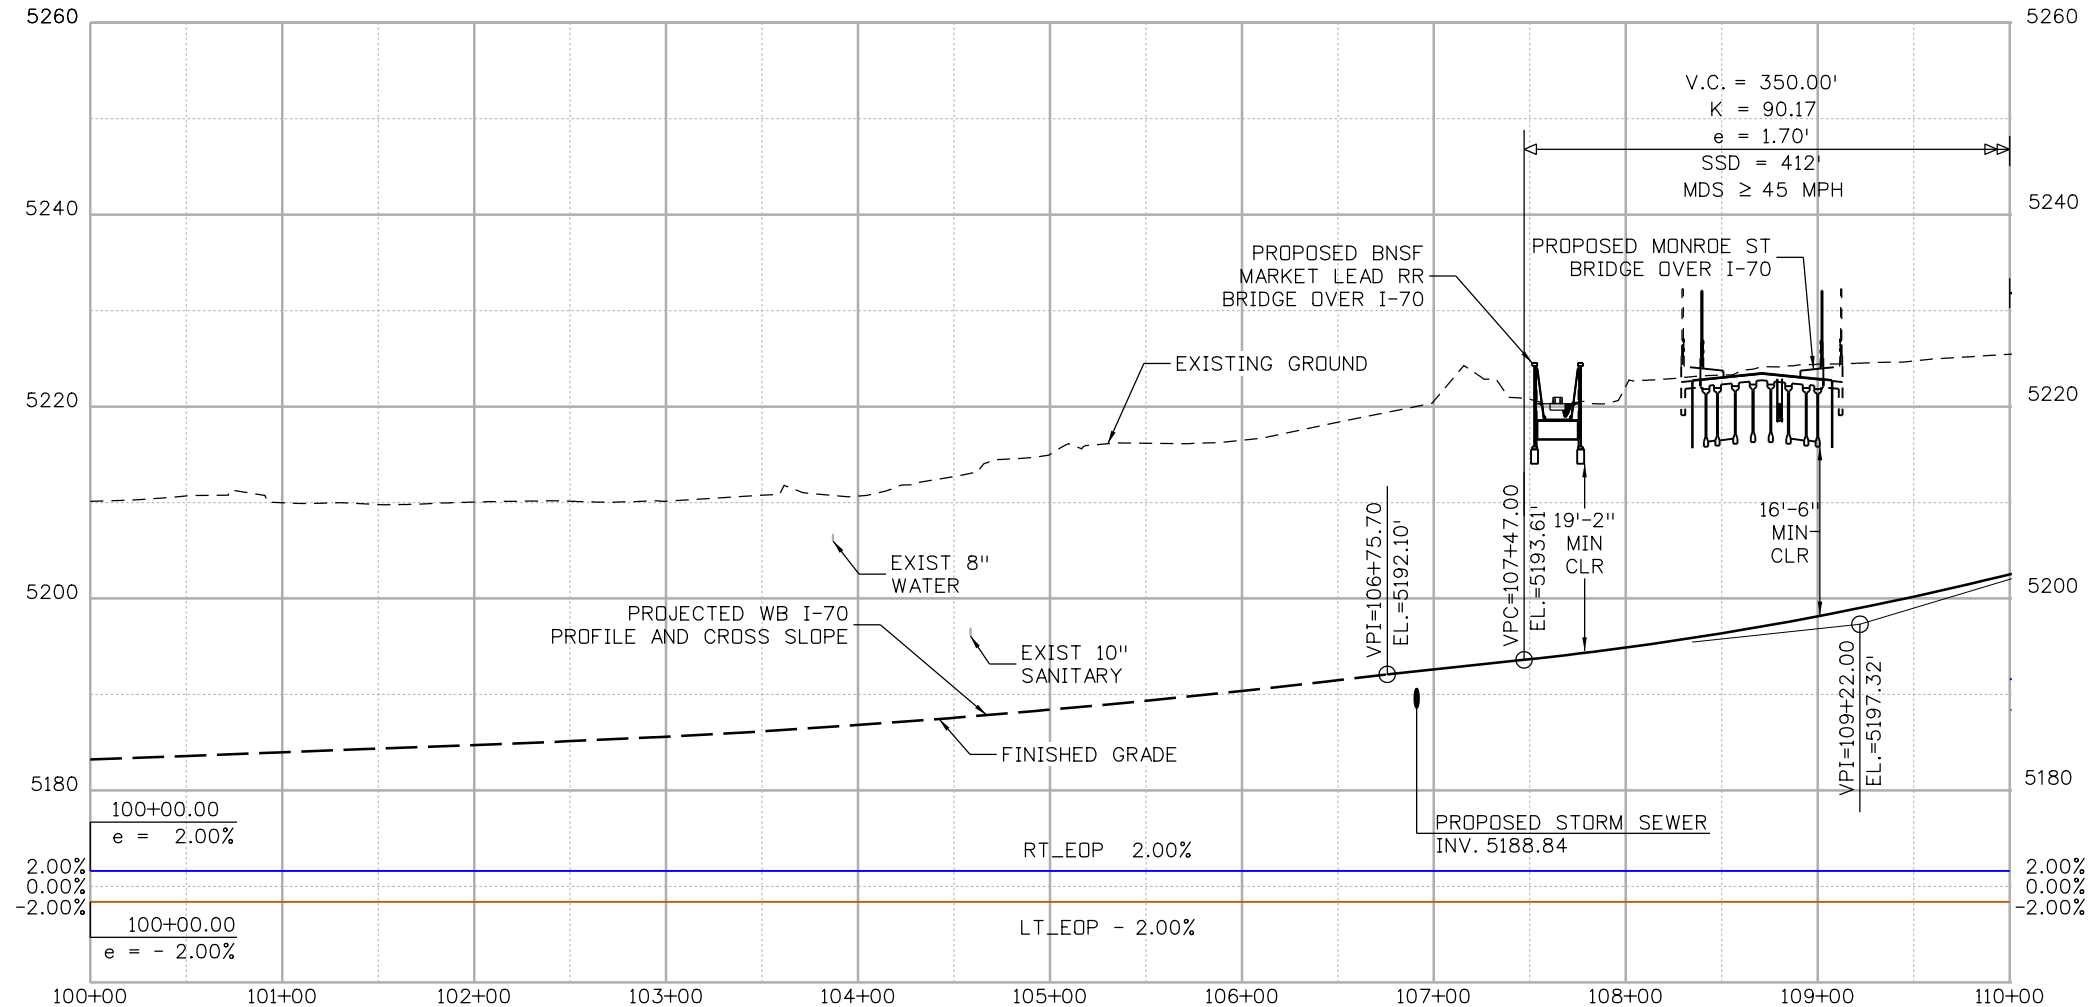 5260
5260
V.C. = 350.00'
K = 90.17
e = 1.70'
SSD = 412'
MDS ≥ 45 MPH
5240
5240
PROPOSED BNSF
MARKET LEAD RR
BRIDGE OVER I-70
PROPOSED MONROE ST
BRIDGE OVER I-70
EXISTING GROUND
5220
5220
VPI=106+75.70
EL.=5192.10'
VPC=107+47.00
EL.=5193.61'
19'-2"
MIN
CLR
16'-6"
MIN
CLR
EXIST 8"
WATER
5200
5200
PROJECTED WB I-70
PROFILE AND CROSS SLOPE
EXIST 10"
SANITARY
VPI=109+22.00
EL.=5197.32'
FINISHED GRADE
5180
5180
100+00.00
e = 2.00%
PROPOSED STORM SEWER
INV. 5188.84
RT_EOP 2.00%
2.00%
0.00%
-2.00%
2.00%
0.00%
-2.00%
100+00.00
e = - 2.00%
LT_EOP - 2.00%
100+00
101+00
102+00
103+00
104+00
105+00
106+00
107+00
108+00
109+00
110+00